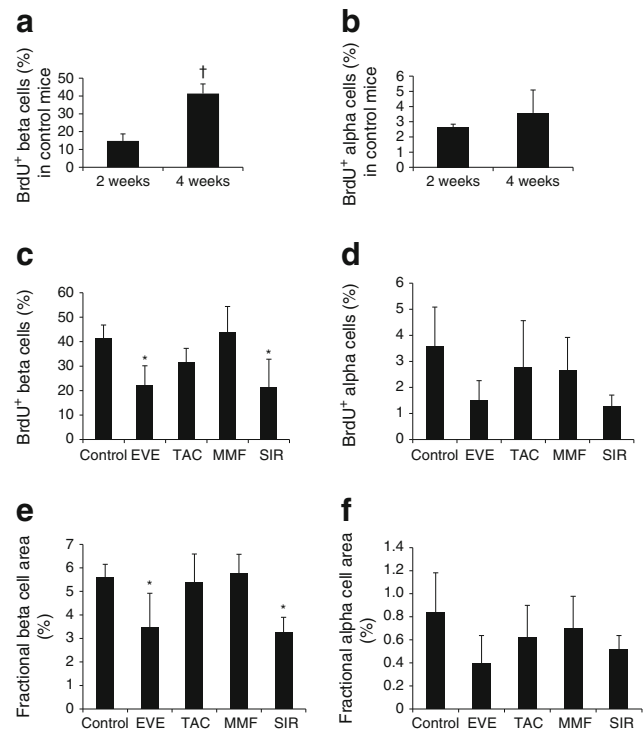 a
BrdU+ beta cells (%)
in control mice
50
40
30
20
10
0
†
2 weeks
4 weeks
b
BrdU+ alpha cells (%)
in control mice
6
5
4
3
2
1
0
2 weeks
4 weeks
c
BrdU+ beta cells (%)
60
50
40
30
20
10
0
*
*
Control EVE TAC MMF SIR
d
BrdU+ alpha cells (%)
6
5
4
3
2
1
0
Control EVE TAC MMF SIR
e
Fractional beta cell area
(%)
7
6
5
4
3
2
1
0
*
*
Control EVE TAC MMF SIR
f
Fractional alpha cell area
(%)
1.4
1.2
1
0.8
0.6
0.4
0.2
0
Control EVE TAC MMF SIR